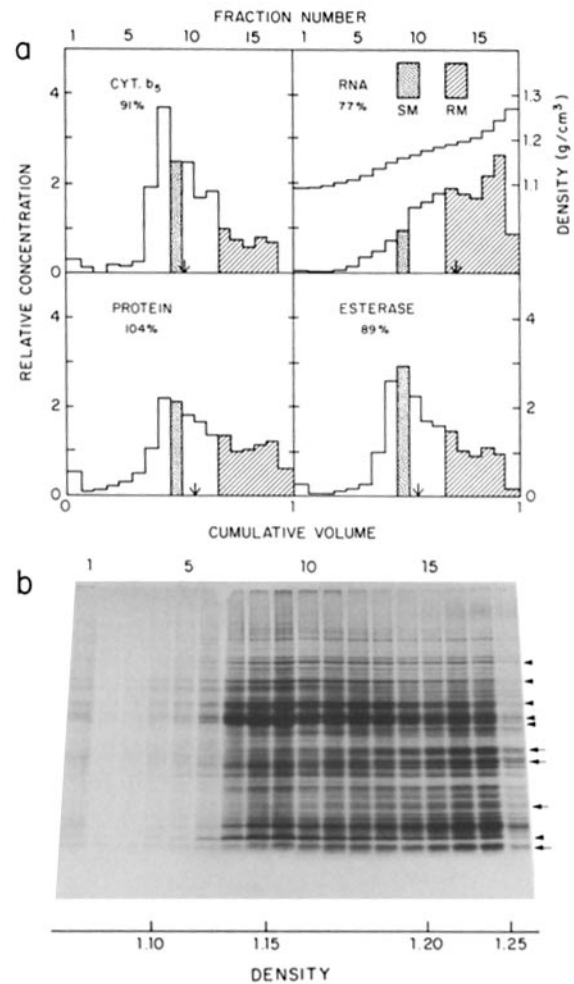 FRACTION NUMBER
1 5 10 15 1 5 10 15
a
CYT. b5
91%
RNA
77%
SM RM
4
2
0
1.3
1.2
1.1
DENSITY (g/cm3)
RELATIVE CONCENTRATION
PROTEIN
104%
ESTERASE
89%
4
2
0
4
2
0
0 1 1
CUMULATIVE VOLUME
b
1 5 10 15
1.10 1.15 1.20 1.25
DENSITY